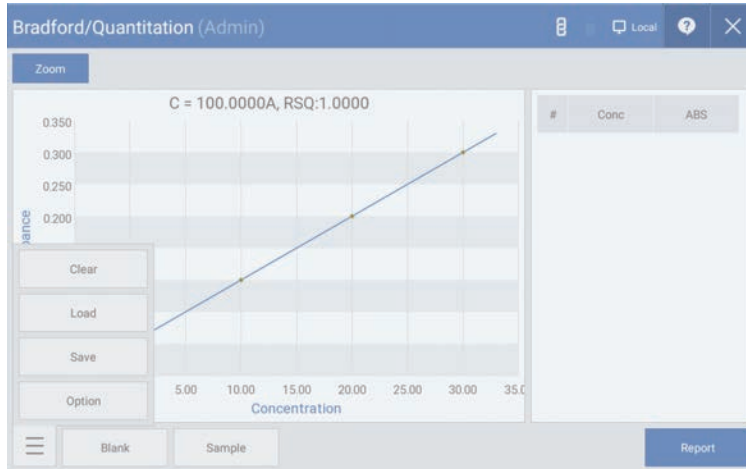 Bradford/Quantitation (Admin)
Local
?
Zoom
C = 100.0000A, RSQ:1.0000
# Conc ABS
0.350
0.300
0.250
0.200
Clear
Load
Save
Option
5.00 10.00 15.00 20.00 25.00 30.00 35.0
Concentration
Blank
Sample
Report